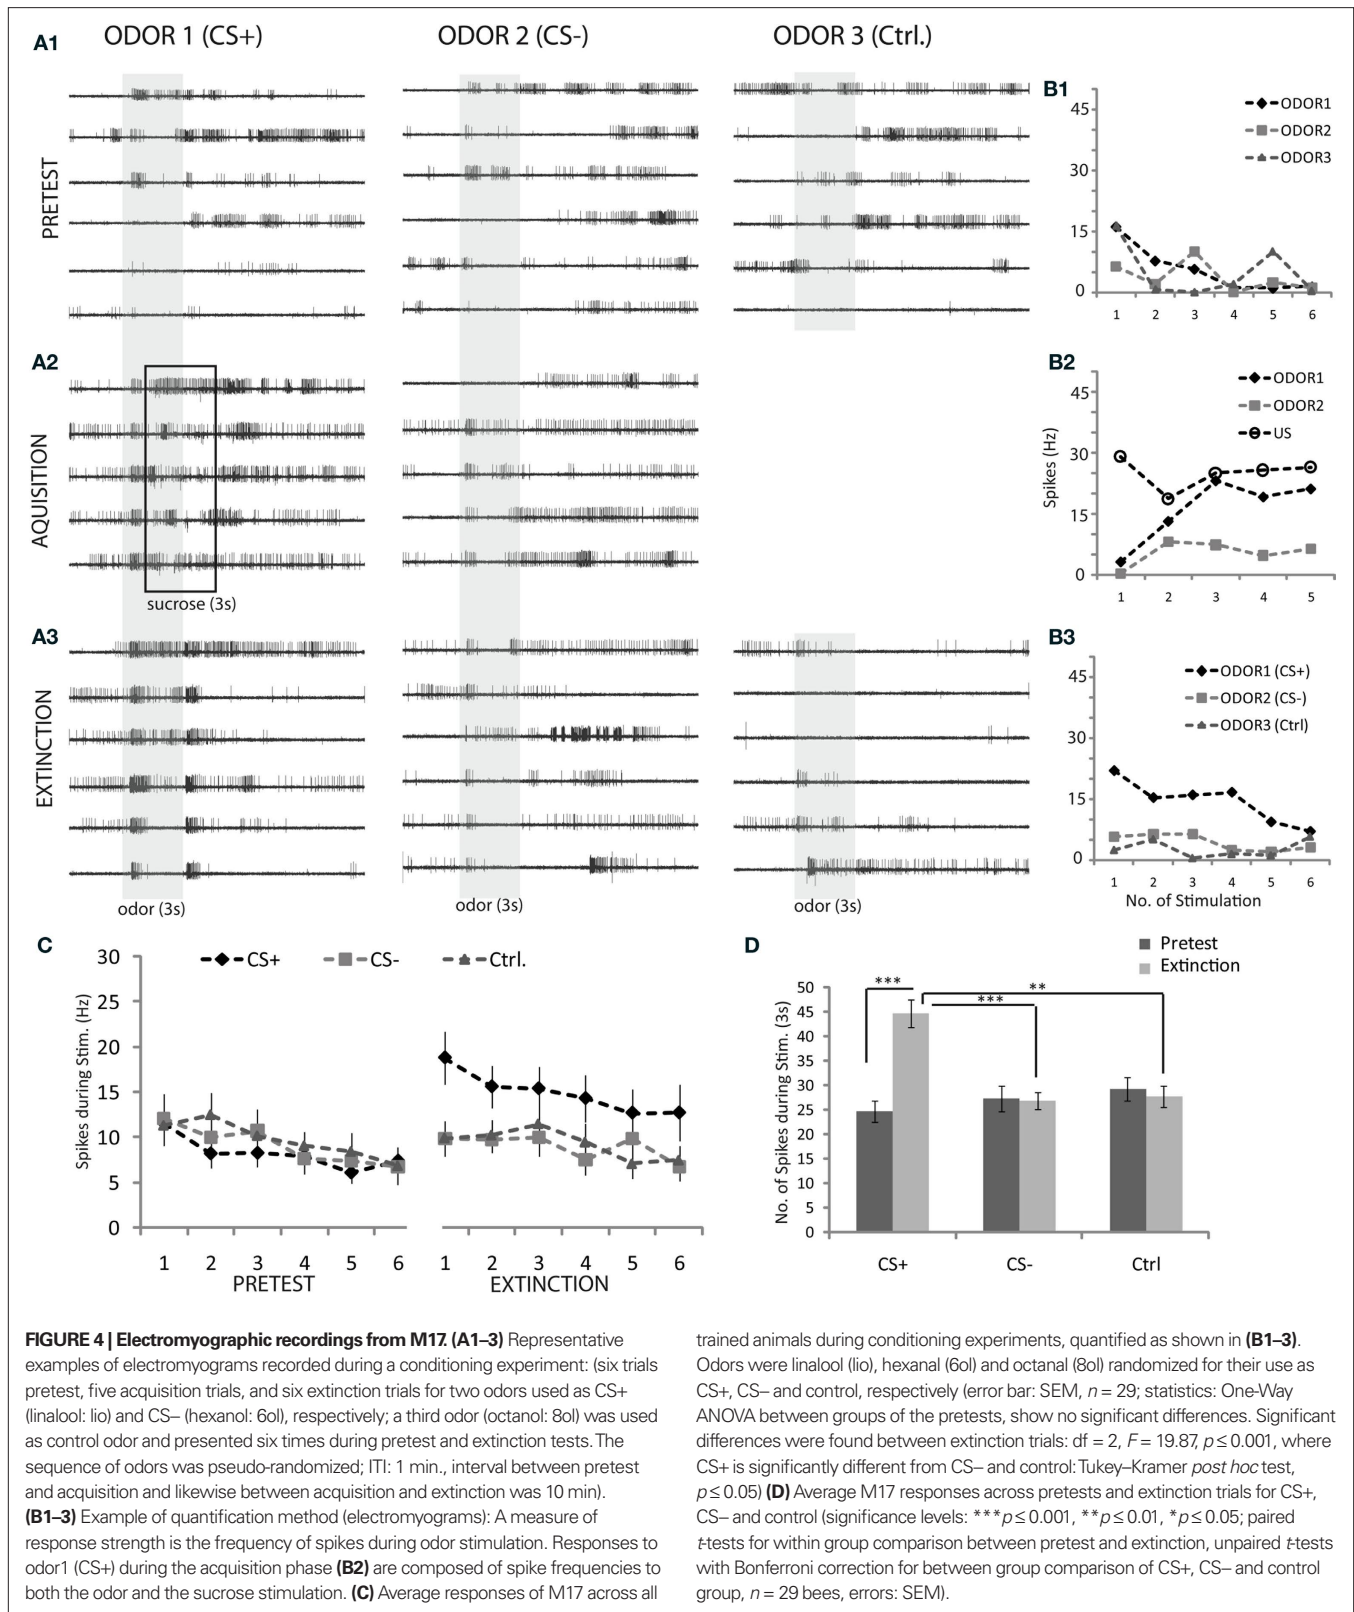 A1
ODOR 1 (CS+)
ODOR 2 (CS-)
ODOR 3 (Ctrl.)
PRETEST
B1
45
30
15
0
ODOR1
ODOR2
ODOR3
1 2 3 4 5 6
A2
AQUISITION
sucrose (3s)
B2
Spikes (Hz)
45
30
15
0
ODOR1
ODOR2
US
1 2 3 4 5
A3
EXTINCTION
odor (3s)
odor (3s)
odor (3s)
B3
45
30
15
0
ODOR1 (CS+)
ODOR2 (CS-)
ODOR3 (Ctrl)
1 2 3 4 5 6
No. of Stimulation
C
CS+
CS-
Ctrl.
Spikes during Stim. (Hz)
30
25
20
15
10
5
0
1 2 3 4 5 6
PRETEST
1 2 3 4 5 6
EXTINCTION
D
Pretest
Extinction
No. of Spikes during Stim. (3s)
50
45
40
35
30
25
20
15
10
5
0
***
***
**
CS+
CS-
Ctrl
FIGURE 4 | Electromyographic recordings from M17. (A1–3) Representative
examples of electromyograms recorded during a conditioning experiment: (six trials
pretest, five acquisition trials, and six extinction trials for two odors used as CS+
(linalool: lio) and CS– (hexanol: 6ol), respectively; a third odor (octanol: 8ol) was used
as control odor and presented six times during pretest and extinction tests. The
sequence of odors was pseudo-randomized; ITI: 1 min., interval between pretest
and acquisition and likewise between acquisition and extinction was 10 min).
(B1–3) Example of quantification method (electromyograms): A measure of
response strength is the frequency of spikes during odor stimulation. Responses to
odor1 (CS+) during the acquisition phase (B2) are composed of spike frequencies to
both the odor and the sucrose stimulation. (C) Average responses of M17 across all
trained animals during conditioning experiments, quantified as shown in (B1–3).
Odors were linalool (lio), hexanal (6ol) and octanal (8ol) randomized for their use as
CS+, CS– and control, respectively (error bar: SEM, n = 29; statistics: One-Way
ANOVA between groups of the pretests, show no significant differences. Significant
differences were found between extinction trials: df = 2, F = 19.87, p ≤ 0.001, where
CS+ is significantly different from CS– and control: Tukey–Kramer post hoc test,
p ≤ 0.05) (D) Average M17 responses across pretests and extinction trials for CS+,
CS– and control (significance levels: ***p ≤ 0.001, **p ≤ 0.01, *p ≤ 0.05; paired
t-tests for within group comparison between pretest and extinction, unpaired t-tests
with Bonferroni correction for between group comparison of CS+, CS– and control
group, n = 29 bees, errors: SEM).